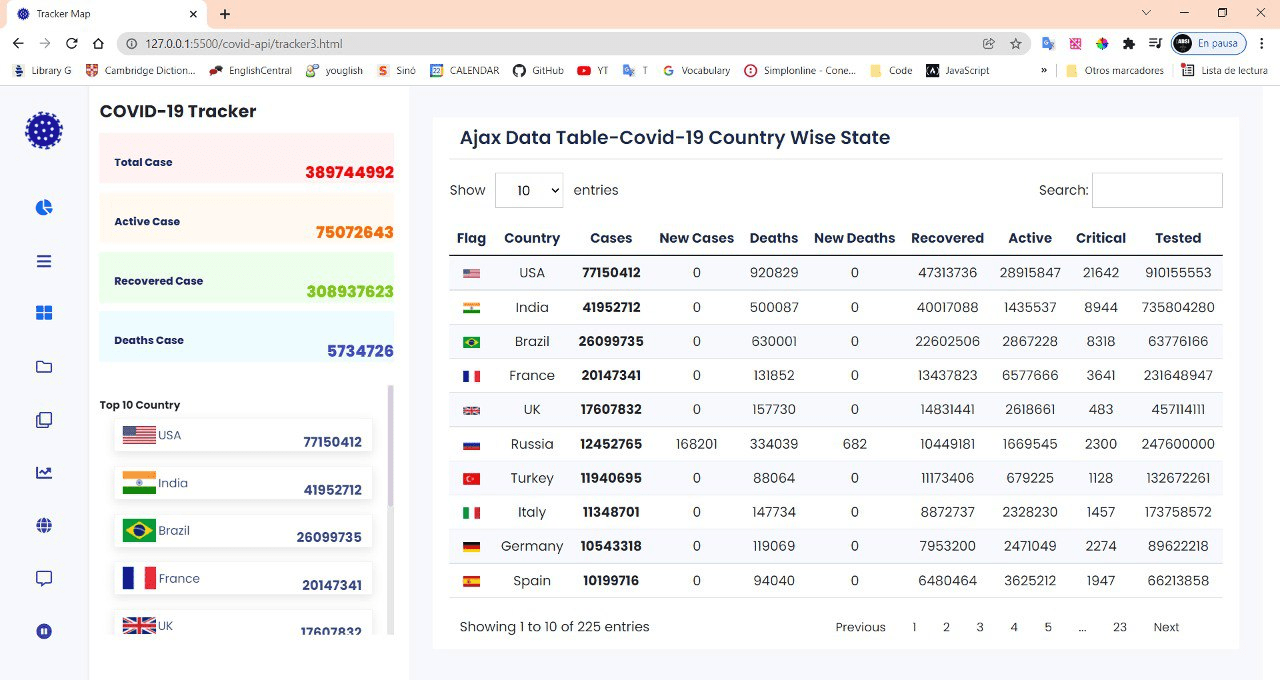 Tracker Map
127.0.0.1:5500/covid-api/tracker3.html
ABSI
En pausa
Library G Cambridge Diction... EnglishCentral youglish S Sinó 22 CALENDAR GitHub YT T G Vocabulary Simplonline - Cone... Code JavaScript » Otros marcadores Lista de lectura
COVID-19 Tracker
Total Case
389744992
Active Case
75072643
Recovered Case
308937623
Deaths Case
5734726
Top 10 Country
USA
77150412
India
41952712
Brazil
26099735
France
20147341
UK
17607832
Ajax Data Table-Covid-19 Country Wise State
Show 10 entries Search:
Flag Country Cases New Cases Deaths New Deaths Recovered Active Critical Tested
USA 77150412 0 920829 0 47313736 28915847 21642 910155553
India 41952712 0 500087 0 40017088 1435537 8944 735804280
Brazil 26099735 0 630001 0 22602506 2867228 8318 63776166
France 20147341 0 131852 0 13437823 6577666 3641 231648947
UK 17607832 0 157730 0 14831441 2618661 483 457114111
Russia 12452765 168201 334039 682 10449181 1669545 2300 247600000
Turkey 11940695 0 88064 0 11173406 679225 1128 132672261
Italy 11348701 0 147734 0 8872737 2328230 1457 173758572
Germany 10543318 0 119069 0 7953200 2471049 2274 89622218
Spain 10199716 0 94040 0 6480464 3625212 1947 66213858
Showing 1 to 10 of 225 entries Previous 1 2 3 4 5 ... 23 Next